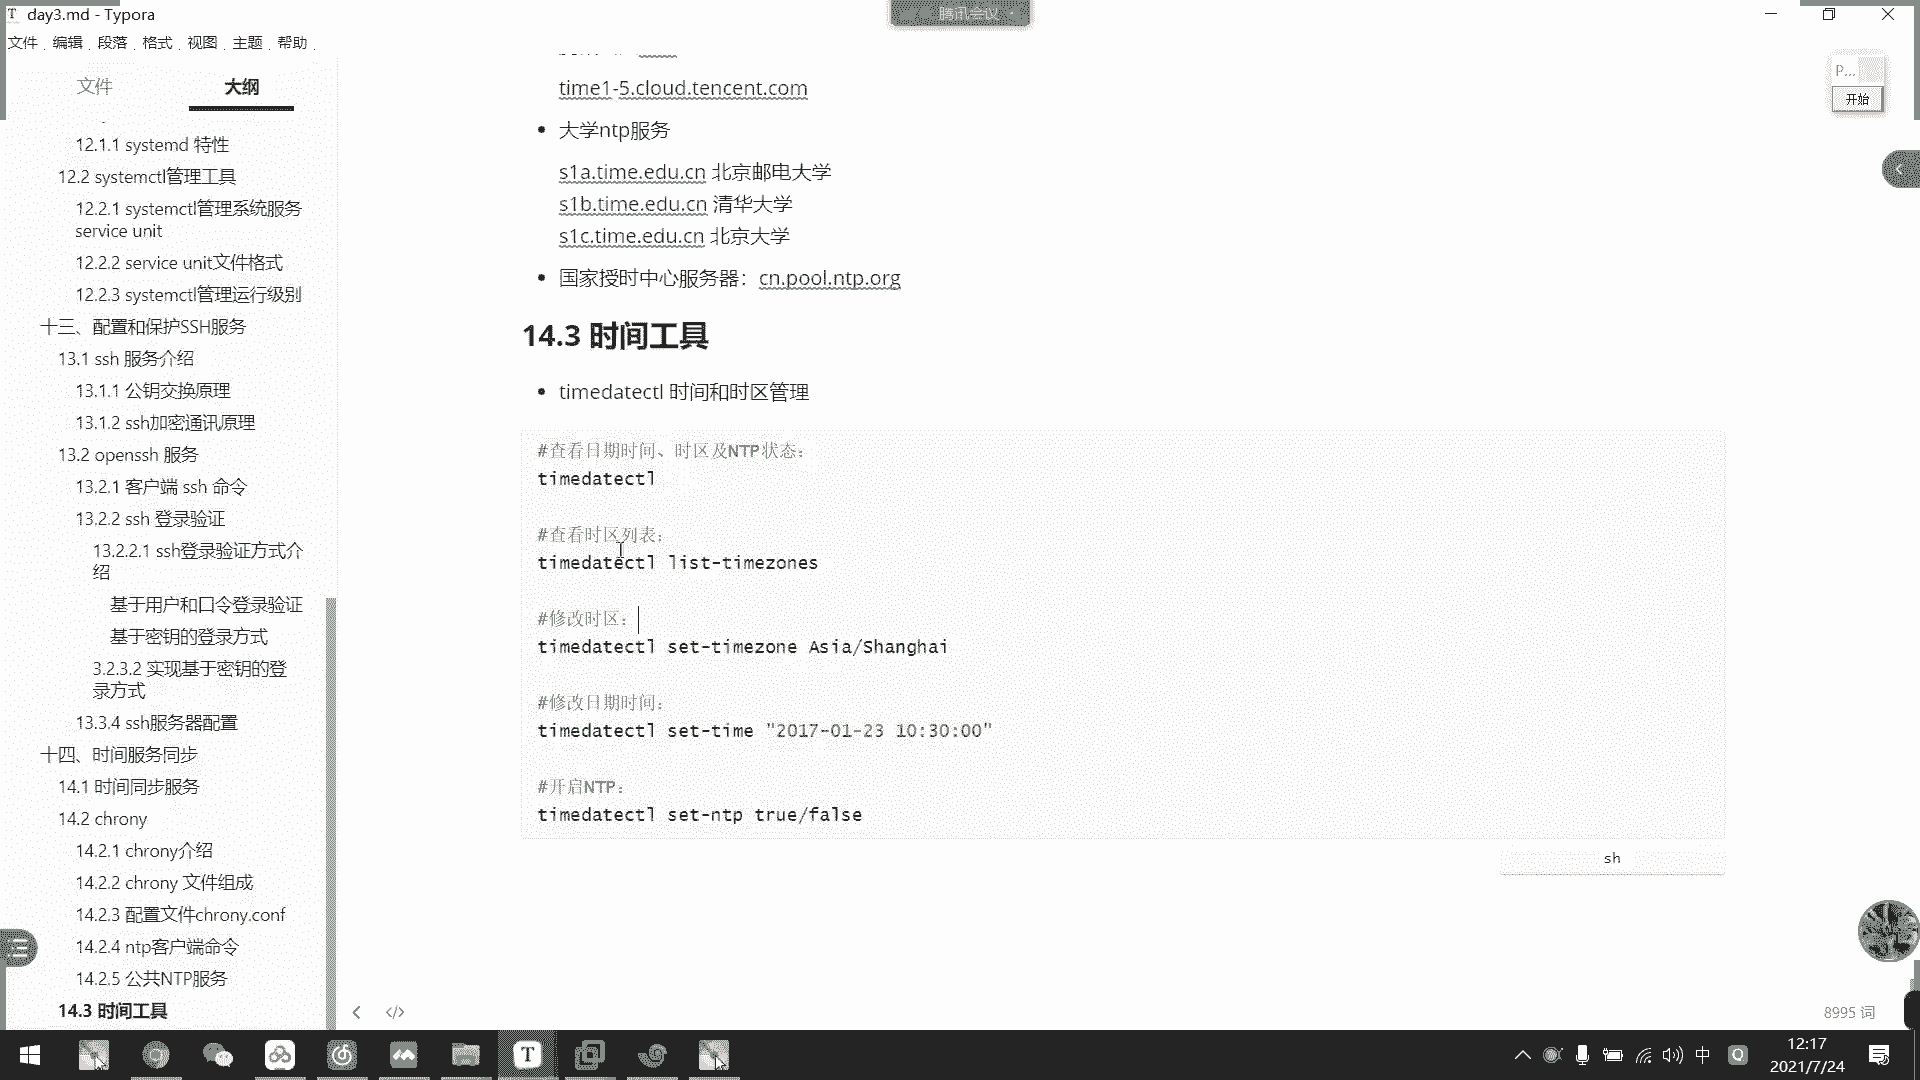 day3.md - Typora
腾讯会议
文件 编辑 段落 格式 视图 主题 帮助
文件
大纲
12.1.1 systemd 特性
12.2 systemctl管理工具
12.2.1 systemctl管理系统服务
service unit
12.2.2 service unit文件格式
12.2.3 systemctl管理运行级别
十三、配置和保护SSH服务
13.1 ssh 服务介绍
13.1.1 公钥交换原理
13.1.2 ssh加密通讯原理
13.2 openssh 服务
13.2.1 客户端 ssh 命令
13.2.2 ssh 登录验证
13.2.2.1 ssh登录验证方式介
绍
基于用户和口令登录验证
基于密钥的登录方式
3.2.3.2 实现基于密钥的登
录方式
13.3.4 ssh服务器配置
十四、时间服务同步
14.1 时间同步服务
14.2 chrony
14.2.1 chrony介绍
14.2.2 chrony 文件组成
14.2.3 配置文件chrony.conf
14.2.4 ntp客户端命令
14.2.5 公共NTP服务
14.3 时间工具
time1-5.cloud.tencent.com
大学ntp服务
s1a.time.edu.cn 北京邮电大学
s1b.time.edu.cn 清华大学
s1c.time.edu.cn 北京大学
国家授时中心服务器：cn.pool.ntp.org
14.3 时间工具
timedatectl 时间和时区管理
#查看日期时间、时区及NTP状态：
timedatectl
#查看时区列表：
timedatectl list-timezones
#修改时区：
timedatectl set-timezone Asia/Shanghai
#修改日期时间：
timedatectl set-time "2017-01-23 10:30:00"
#开启NTP：
timedatectl set-ntp true/false
sh
P...
开始
8995 词
中
12:17
2021/7/24